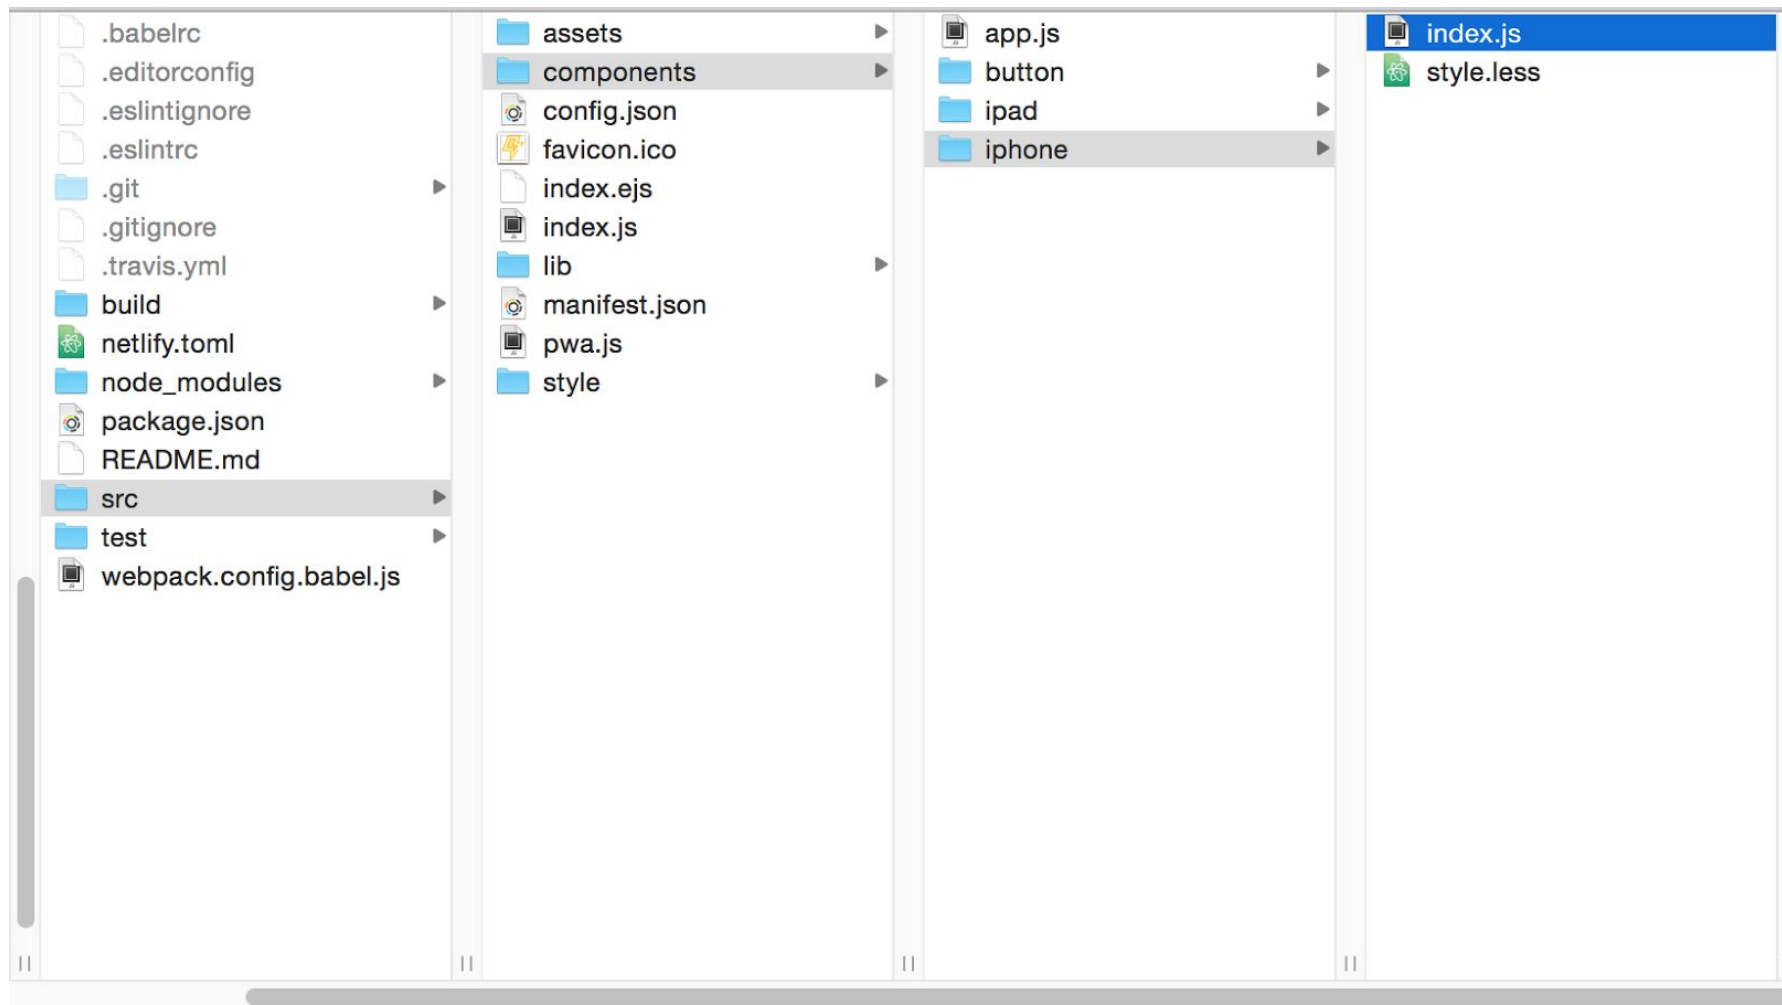 .babelrc
.editorconfig
.eslintignore
.eslintrc
.git
.gitignore
.travis.yml
build
netlify.toml
node_modules
package.json
README.md
src
test
webpack.config.babel.js
assets
components
config.json
favicon.ico
index.ejs
index.js
lib
manifest.json
pwa.js
style
app.js
button
ipad
iphone
index.js
style.less